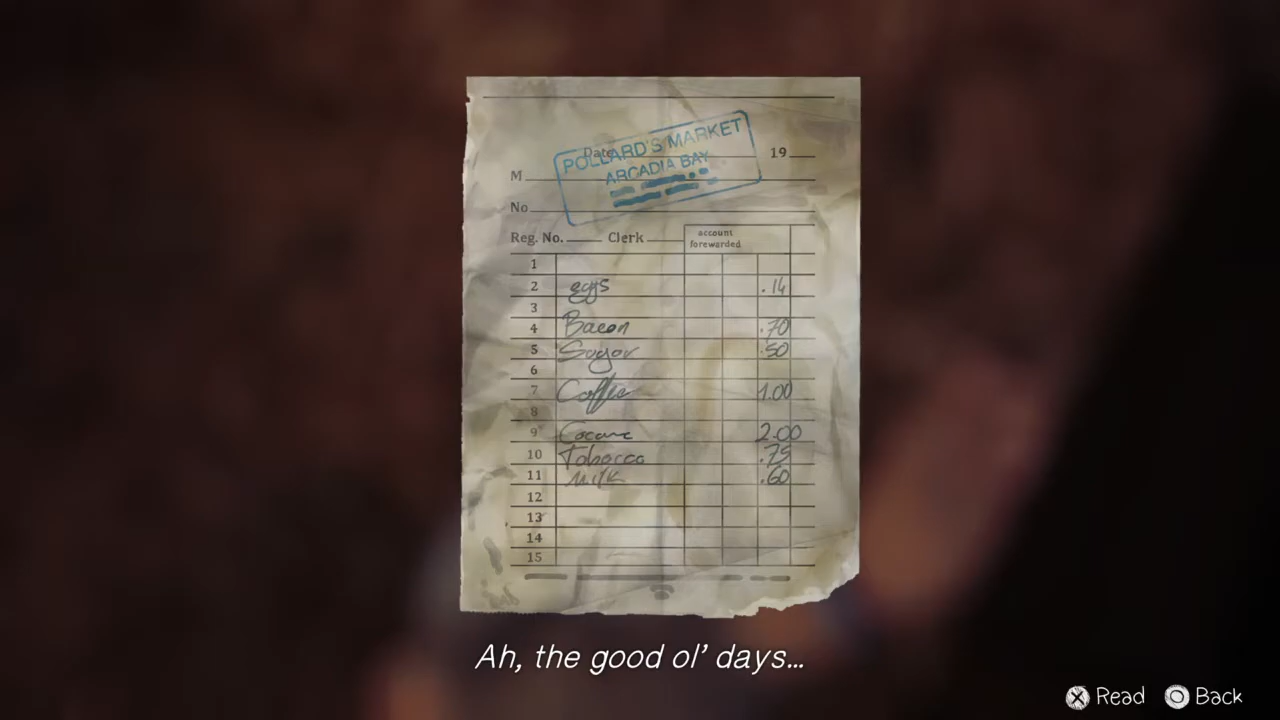 POLLARD'S MARKET
ARCADIA BAY
Date 19
M
No
Reg. No. Clerk account forewarded
1
2 eggs .14
3
4 Bacon .70
5 Sugar .50
6
7 Coffee 1.00
8
9 2.00
10 Tobacco .75
11 Milk .60
12
13
14
15
Ah, the good ol' days...
Read Back